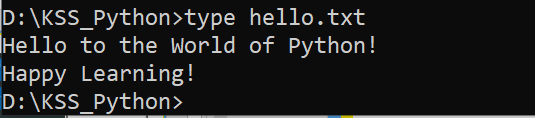 D:\KSS_Python>type hello.txt
Hello to the World of Python!
Happy Learning!
D:\KSS_Python>